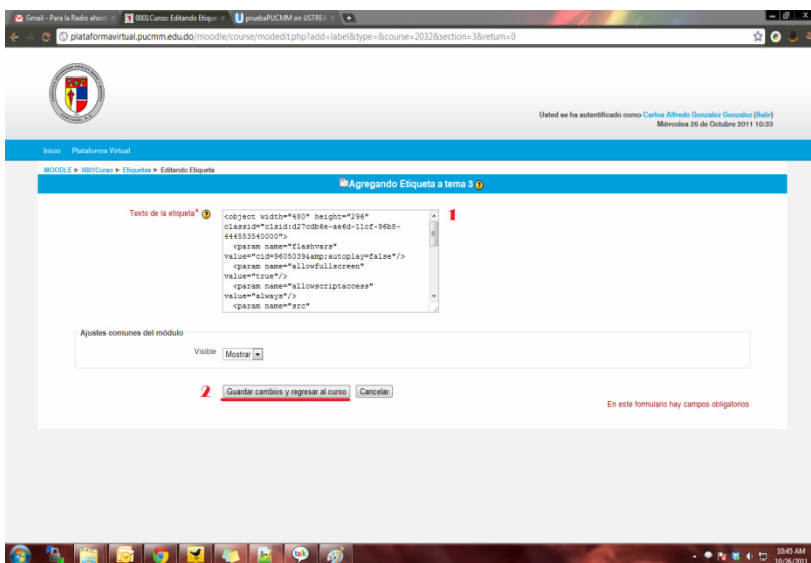 Gmail - Para la Radio ahor
0001Curso: Editando Etique
pruebaPUCMM on USTREA
plataformavirtual.pucmm.edu.do/moodle/course/modedit.php?add=label&type=&course=2032&section=3&return=0
Usted se ha autentificado como Carlos Alfredo Gonzalez Gonzalez (Salir)
Miércoles 26 de Octubre 2011 10:33
Inicio Plataforma Virtual
MOODLE ► 0001Curso ► Etiquetas ► Editando Etiqueta
Agregando Etiqueta a tema 3
Texto de la etiqueta*
<object width="480" height="296"
classid="clsid:d27cdb6e-ae6d-11cf-96b8-
444553540000">
<param name="flashvars"
value="cid=9605039&amp;autoplay=false"/>
<param name="allowfullscreen"
value="true"/>
<param name="allowscriptaccess"
value="always"/>
<param name="src"
1
Ajustes comunes del módulo
Visible Mostrar
2 Guardar cambios y regresar al curso Cancelar
En este formulario hay campos obligatorios
talk
10:45 AM
10/26/2011